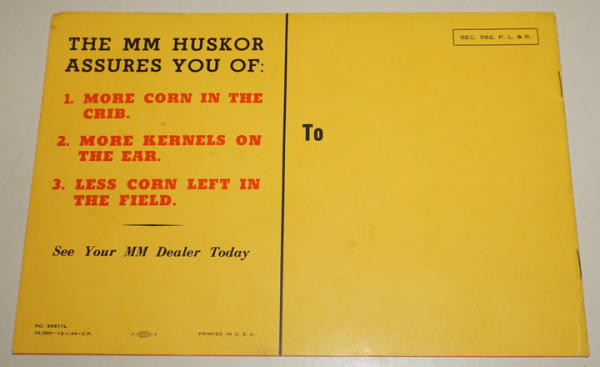 THE MM HUSKOR
ASSURES YOU OF:
1. MORE CORN IN THE
CRIB.
2. MORE KERNELS ON
THE EAR.
3. LESS CORN LEFT IN
THE FIELD.
See Your MM Dealer Today
PRINTED IN U. S. A.
SEC. 562, P. L. & R.
To